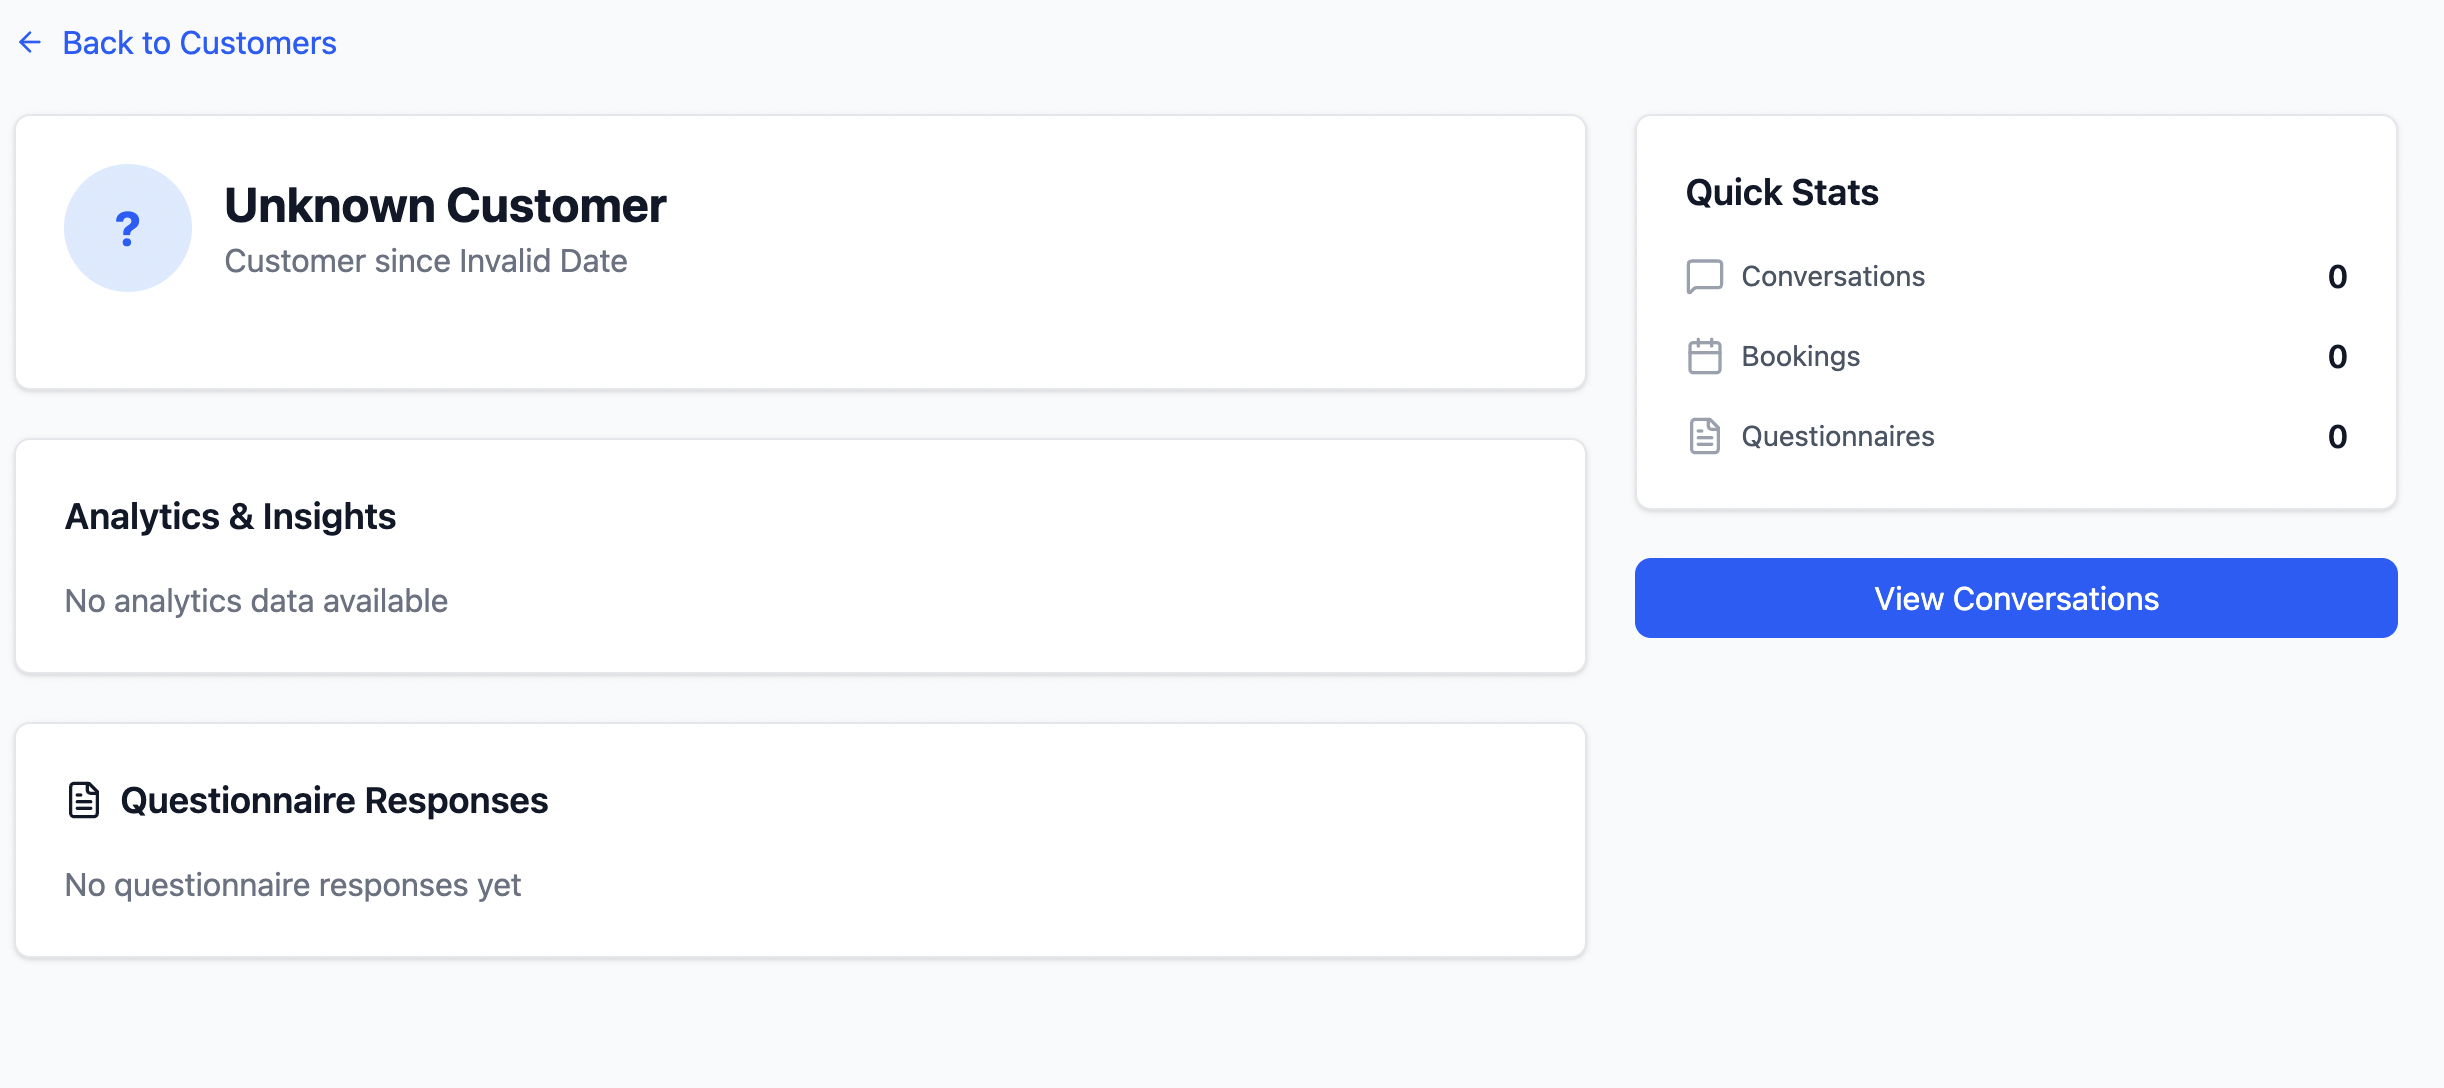 Back to Customers
?
Unknown Customer
Customer since Invalid Date
Analytics & Insights
No analytics data available
Questionnaire Responses
No questionnaire responses yet
Quick Stats
Conversations 0
Bookings 0
Questionnaires 0
View Conversations